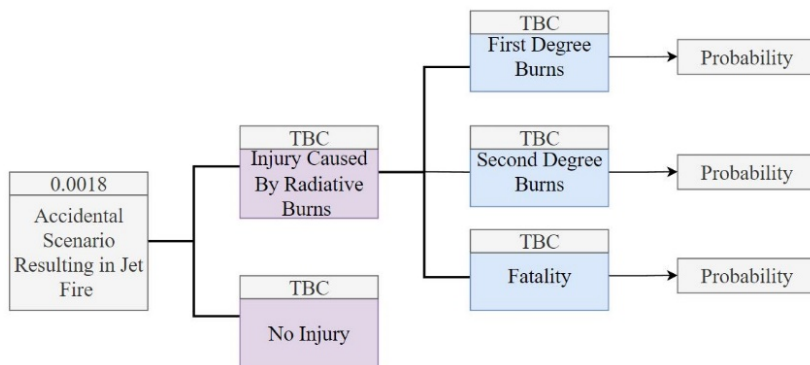 0.0018
Accidental
Scenario
Resulting in Jet
Fire
TBC
Injury Caused
By Radiative
Burns
TBC
No Injury
TBC
First Degree
Burns
Probability
TBC
Second Degree
Burns
Probability
TBC
Fatality
Probability